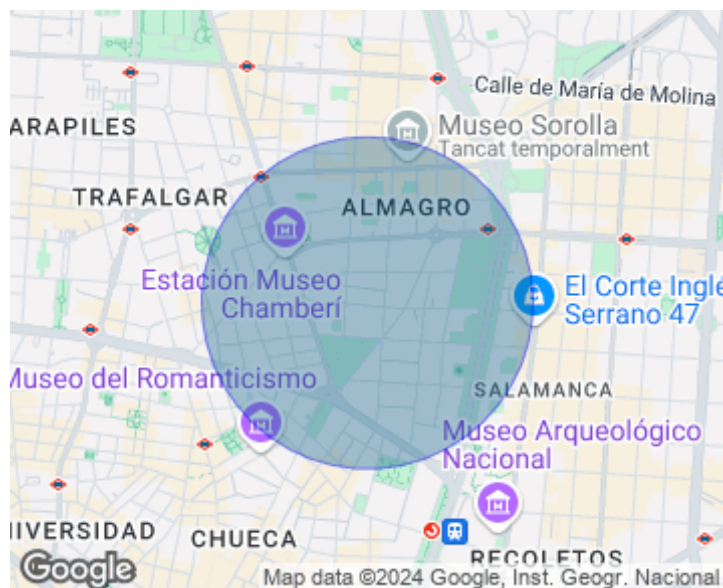 Calle de María de Molina
ARAPILES
Museo Sorolla
Tancat temporalment
TRAFALGAR
ALMAGRO
Estación Museo
Chamberí
El Corte Inglé
Serrano 47
Museo del Romanticismo
SALAMANCA
Museo Arqueológico
Nacional
IVERSIDAD
CHUECA
RECOLETOS
Google
Map data ©2024 Google, Inst. Geogr. Nacional